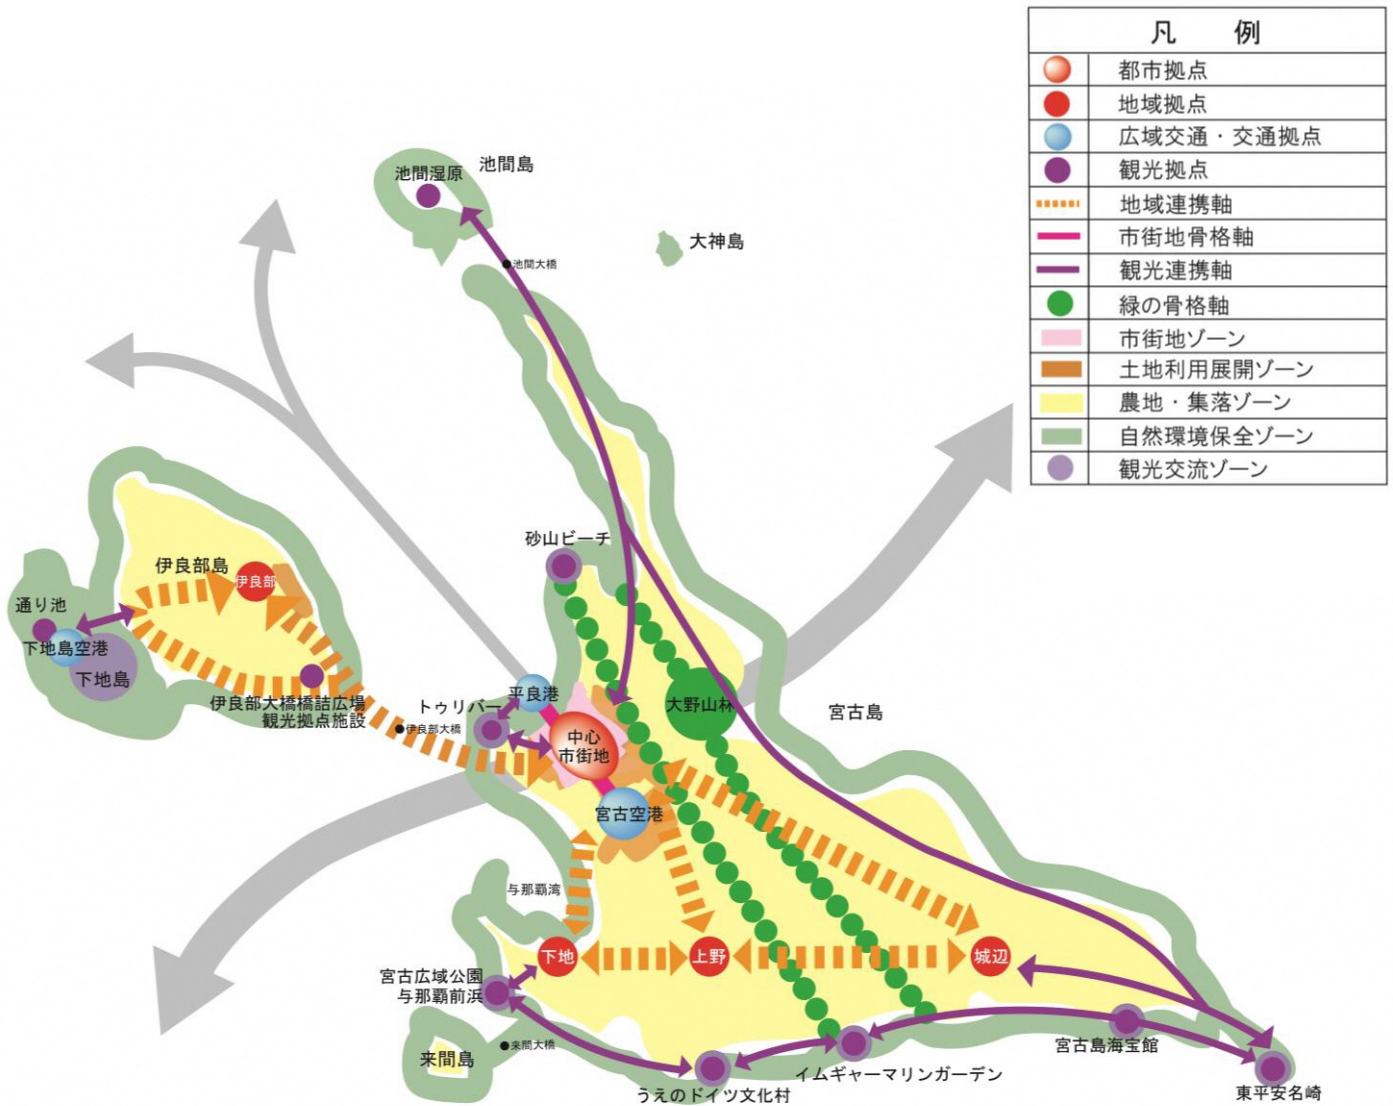 凡 例
都市拠点
地域拠点
広域交通・交通拠点
観光拠点
地域連携軸
市街地骨格軸
観光連携軸
緑の骨格軸
市街地ゾーン
土地利用展開ゾーン
農地・集落ゾーン
自然環境保全ゾーン
観光交流ゾーン
池間島
池間湿原
大神島
●池間大橋
砂山ビーチ
伊良部島
伊良部
通り池
下地島空港
下地島
伊良部大橋橋詰広場
観光拠点施設
●伊良部大橋
トゥリバー
平良港
中心
市街地
大野山林
宮古島
宮古空港
与那覇湾
下地
上野
城辺
宮古広域公園
与那覇前浜
来間島
●来間大橋
うえのドイツ文化村
イムギャーマリンガーデン
宮古島海宝館
東平安名崎